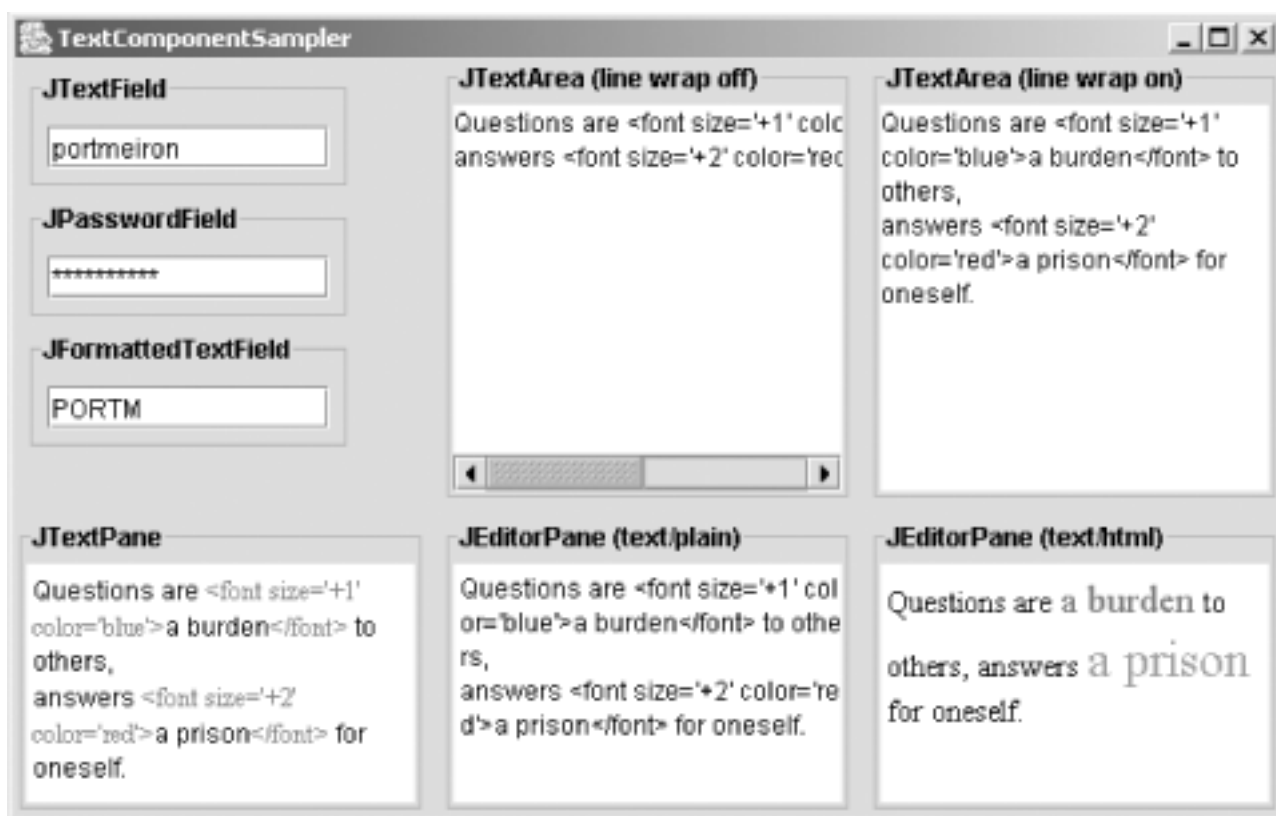 TextComponentSampler
JTextField
portmeiron
JPasswordField
**********
JFormattedTextField
PORTM
JTextArea (line wrap off)
Questions are <font size='+1' colo
answers <font size='+2' color='red
JTextArea (line wrap on)
Questions are <font size='+1'
color='blue'>a burden</font> to
others,
answers <font size='+2'
color='red'>a prison</font> for
oneself.
JTextPane
Questions are <font size='+1'
color='blue'>a burden</font> to
others,
answers <font size='+2'
color='red'>a prison</font> for
oneself.
JEditorPane (text/plain)
Questions are <font size='+1' col
or='blue'>a burden</font> to othe
rs,
answers <font size='+2' color='re
d'>a prison</font> for oneself.
JEditorPane (text/html)
Questions are a burden to
others, answers a prison
for oneself.